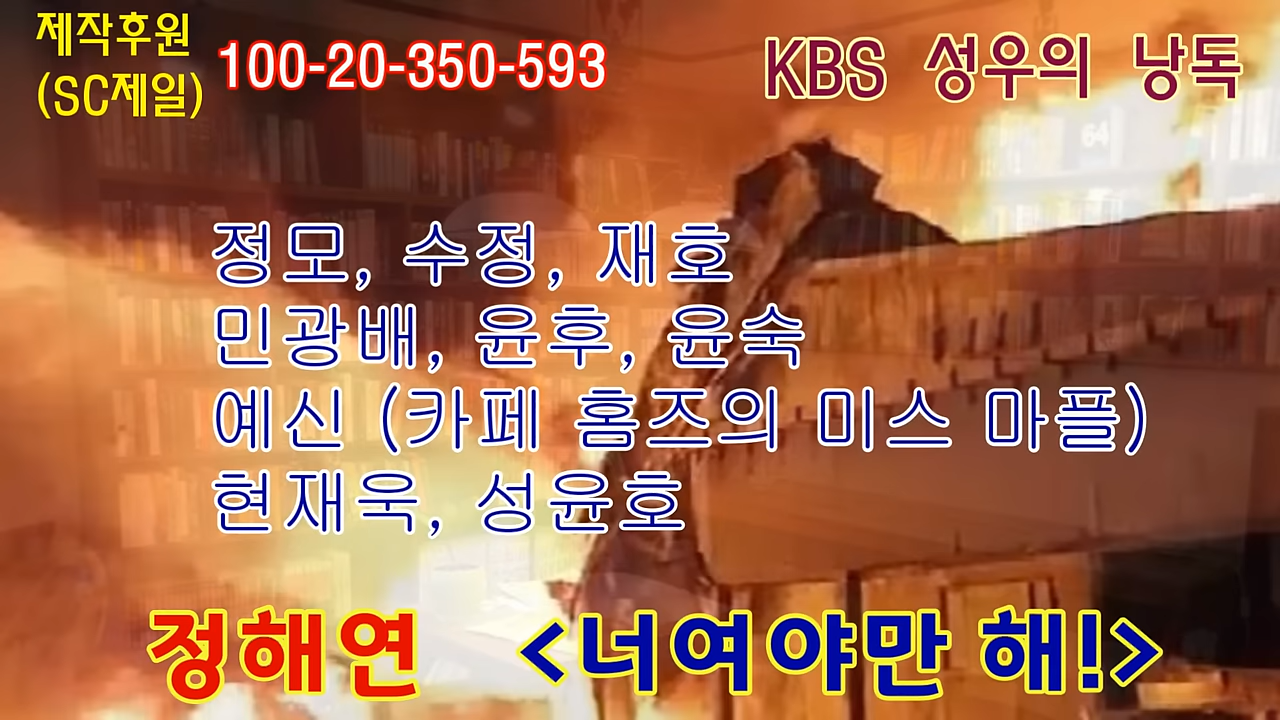 제작후원
(SC제일)
100-20-350-593
KBS 성우의 낭독
64
정모, 수정, 재호
민광배, 윤후, 윤숙
예신 (카페 홈즈의 미스 마플)
현재욱, 성윤호
정해연 <너여야만 해!>